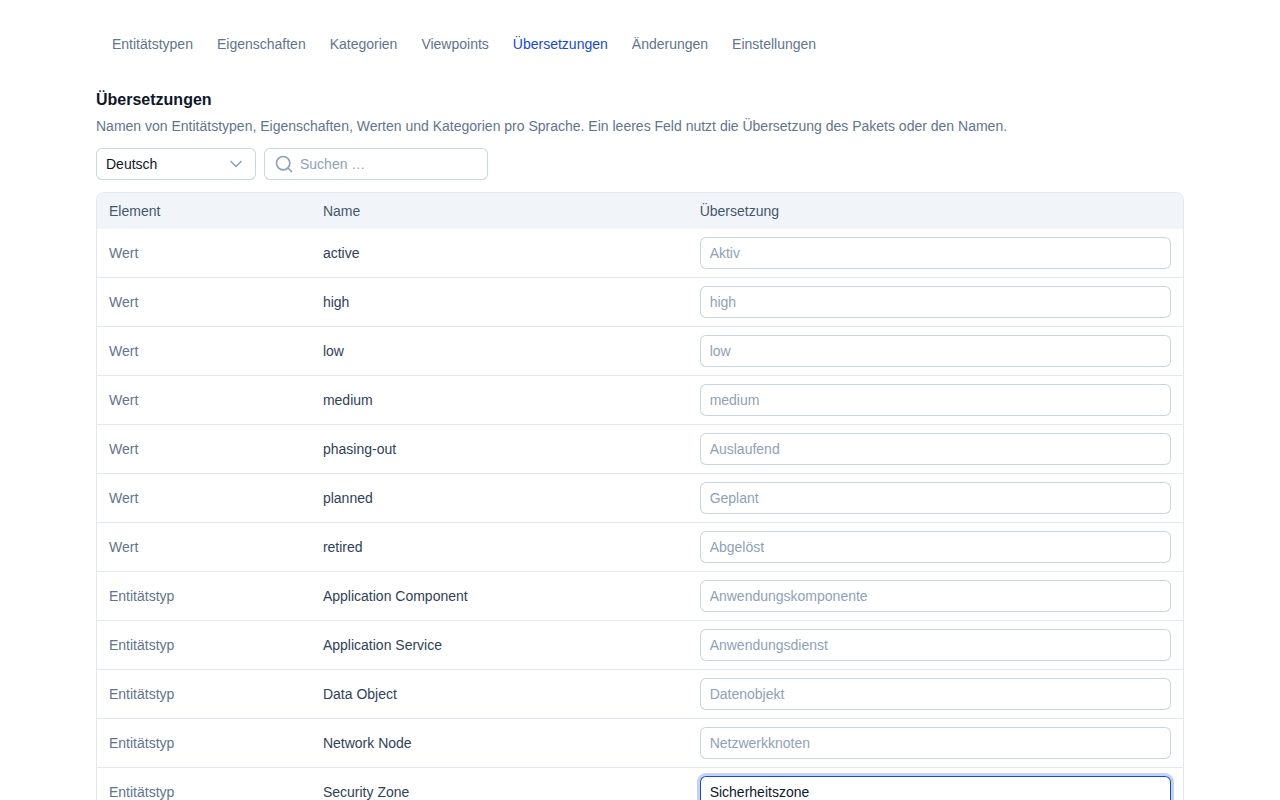 Entitätstypen Eigenschaften Kategorien Viewpoints Übersetzungen Änderungen Einstellungen
Übersetzungen
Namen von Entitätstypen, Eigenschaften, Werten und Kategorien pro Sprache. Ein leeres Feld nutzt die Übersetzung des Pakets oder den Namen.
Deutsch Suchen …
Element Name Übersetzung
Wert active Aktiv
Wert high high
Wert low low
Wert medium medium
Wert phasing-out Auslaufend
Wert planned Geplant
Wert retired Abgelöst
Entitätstyp Application Component Anwendungskomponente
Entitätstyp Application Service Anwendungsdienst
Entitätstyp Data Object Datenobjekt
Entitätstyp Network Node Netzwerkknoten
Entitätstyp Security Zone Sicherheitszone